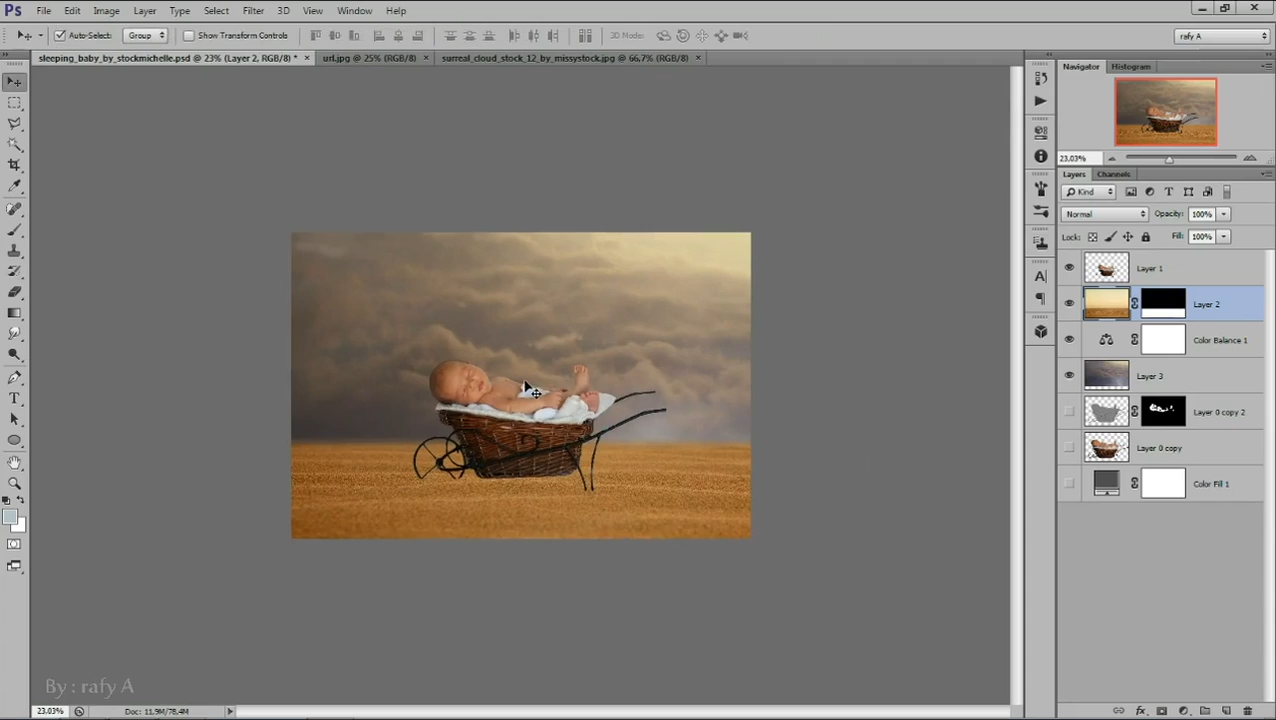 Ps File Edit Image Layer Type Select Filter 3D View Window Help
Auto-Select: Group Show Transform Controls 3D Modes: rafy A
sleeping_baby_by_stockmichelle.psd @ 23% (Layer 2, RGB/8) * × url.jpg @ 25% (RGB/8) × surreal_cloud_stock_12_by_missystock.jpg @ 66,7% (RGB/8) ×
Navigator Histogram
23.03%
Layers Channels
Kind
Normal Opacity: 100%
Lock: Fill: 100%
Layer 1
Layer 2
Color Balance 1
Layer 3
Layer 0 copy 2
Layer 0 copy
Color Fill 1
By : rafy A
23.03% Doc: 11.9M/78.4M